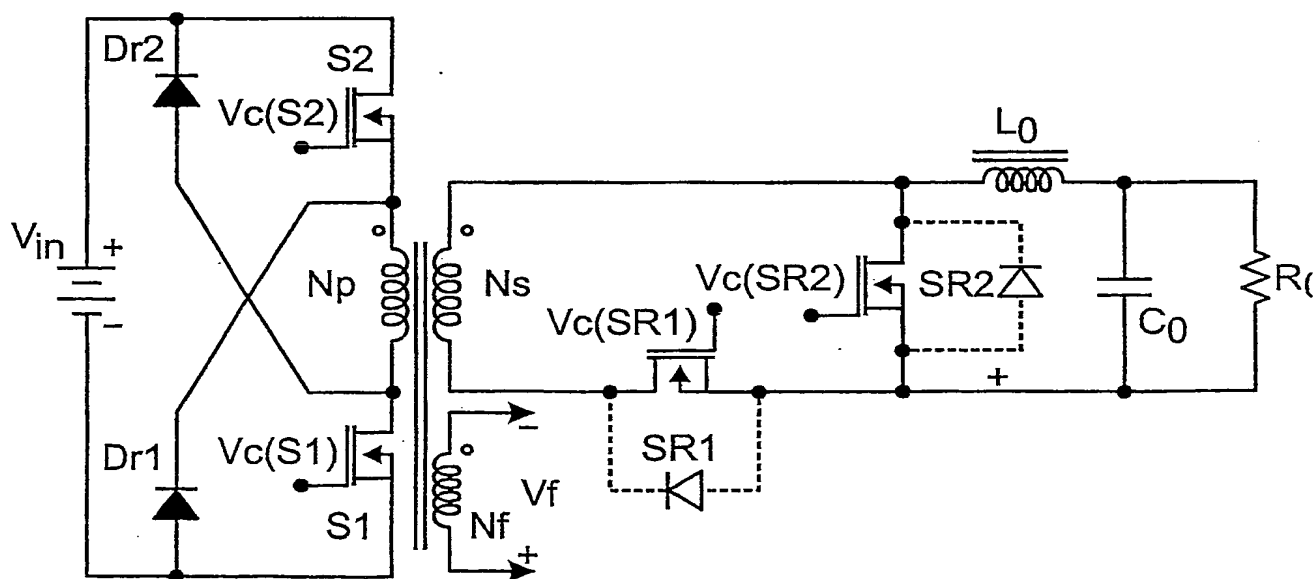 Dr2
S2
Vc(S2)
L0
Vin
+
−
Np
Ns
Vc(SR2)
SR2
Vc(SR1)
C0
+
Dr1
Vc(S1)
S1
SR1
−
Vf
Nf
+